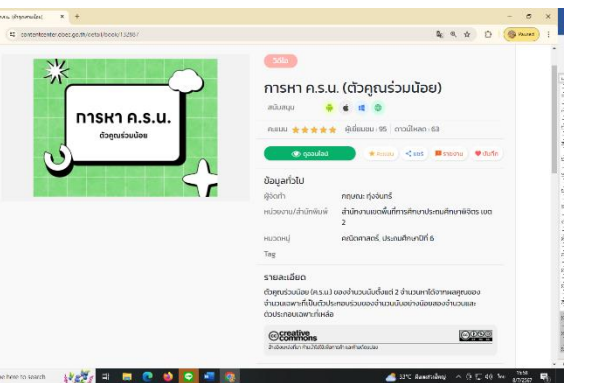 contentcenter.obec.go.th/detail/book/132987
Paused
วิดีโอ
การหา ค.ร.น. (ตัวคูณร่วมน้อย)
สนับสนุน
การหา ค.ร.น.
ตัวคูณร่วมน้อย
คะแนน
ผู้เยี่ยมชม : 95
ดาวน์โหลด : 63
ดูออนไลน์
คะแนน
แชร์
รายงาน
บันทึก
ข้อมูลทั่วไป
ผู้จัดทำ
หน่วยงาน/สำนักพิมพ์
สำนักงานเขตพื้นที่การศึกษาประถมศึกษาพิจิตร เขต
2
หมวดหมู่
คณิตศาสตร์, ประถมศึกษาปีที่ 6
Tag
รายละเอียด
ตัวคูณร่วมน้อย (ค.ร.น.) ของจำนวนนับตั้งแต่ 2 จำนวนหาได้จากผลคูณของ
จำนวนเฉพาะที่เป็นตัวประกอบร่วมของจำนวนนับอย่างน้อยสองจำนวนและ
ตัวประกอบเฉพาะที่เหลือ
creative
commons
here to search
33°C